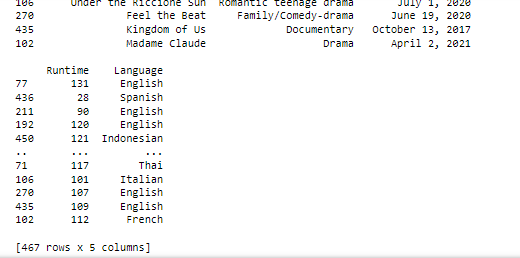 106 Under the Riccione Sun Romantic teenage drama July 1, 2020
270 Feel the Beat Family/Comedy-drama June 19, 2020
435 Kingdom of Us Documentary October 13, 2017
102 Madame Claude Drama April 2, 2021
Runtime Language
77 131 English
436 28 Spanish
211 90 English
192 120 English
450 121 Indonesian
.. ... ...
71 117 Thai
106 101 Italian
270 107 English
435 109 English
102 112 French
[467 rows x 5 columns]